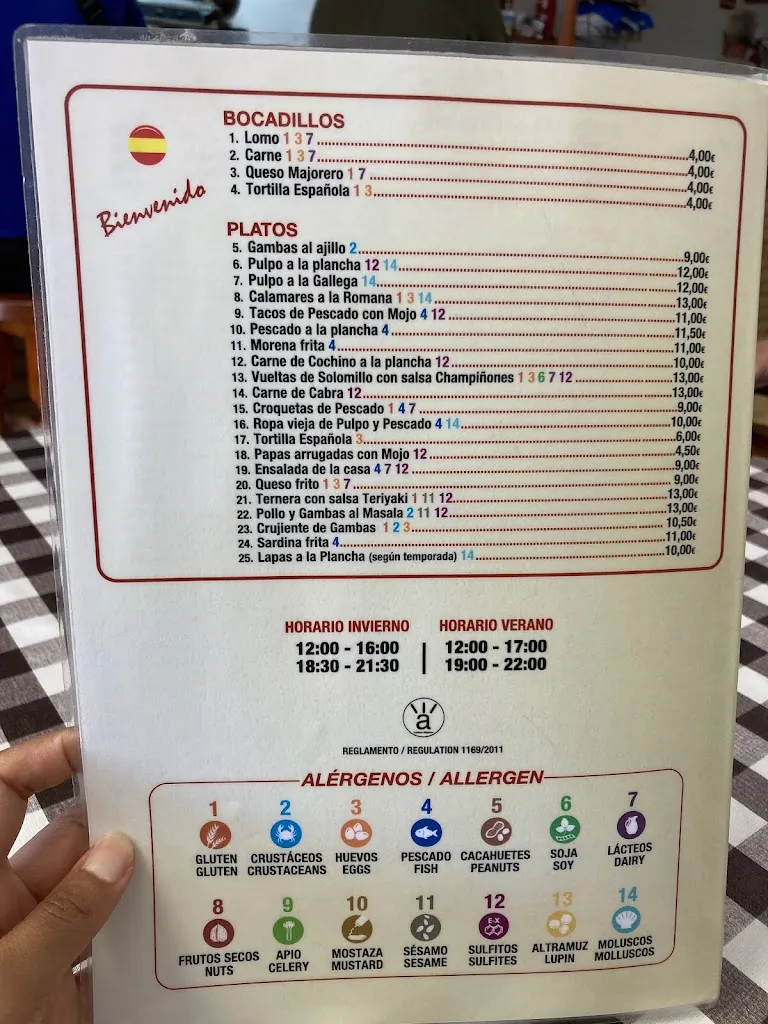 Bienvenido
BOCADILLOS
1. Lomo 1 3 7 4,00€
2. Carne 1 3 7 4,00€
3. Queso Majorero 1 7 4,00€
4. Tortilla Española 1 3 4,00€
PLATOS
5. Gambas al ajillo 2 9,00€
6. Pulpo a la plancha 12 14 12,00€
7. Pulpo a la Gallega 14 12,00€
8. Calamares a la Romana 1 3 14 13,00€
9. Tacos de Pescado con Mojo 4 12 11,00€
10. Pescado a la plancha 4 11,50€
11. Morena frita 4 11,00€
12. Carne de Cochino a la plancha 12 10,00€
13. Vueltas de Solomillo con salsa Champiñones 1 3 6 7 12 13,00€
14. Carne de Cabra 12 13,00€
15. Croquetas de Pescado 1 4 7 9,00€
16. Ropa vieja de Pulpo y Pescado 4 14 10,00€
17. Tortilla Española 3 6,00€
18. Papas arrugadas con Mojo 12 4,50€
19. Ensalada de la casa 4 7 12 9,00€
20. Queso frito 1 3 7 9,00€
21. Ternera con salsa Teriyaki 1 11 12 13,00€
22. Pollo y Gambas al Masala 2 11 12 13,00€
23. Crujiente de Gambas 1 2 3 10,50€
24. Sardina frita 4 11,00€
25. Lapas a la Plancha (según temporada) 14 10,00€
HORARIO INVIERNO HORARIO VERANO
12:00 - 16:00 | 12:00 - 17:00
18:30 - 21:30 | 19:00 - 22:00
a
REGLAMENTO / REGULATION 1169/2011
ALÉRGENOS / ALLERGEN
1 2 3 4 5 6 7
GLUTEN CRUSTÁCEOS HUEVOS PESCADO CACAHUETES SOJA LÁCTEOS
GLUTEN CRUSTACEANS EGGS FISH PEANUTS SOY DAIRY
8 9 10 11 12 13 14
E-X
FRUTOS SECOS APIO MOSTAZA SÉSAMO SULFITOS ALTRAMUZ MOLUSCOS
NUTS CELERY MUSTARD SESAME SULFITES LUPIN MOLLUSCOS